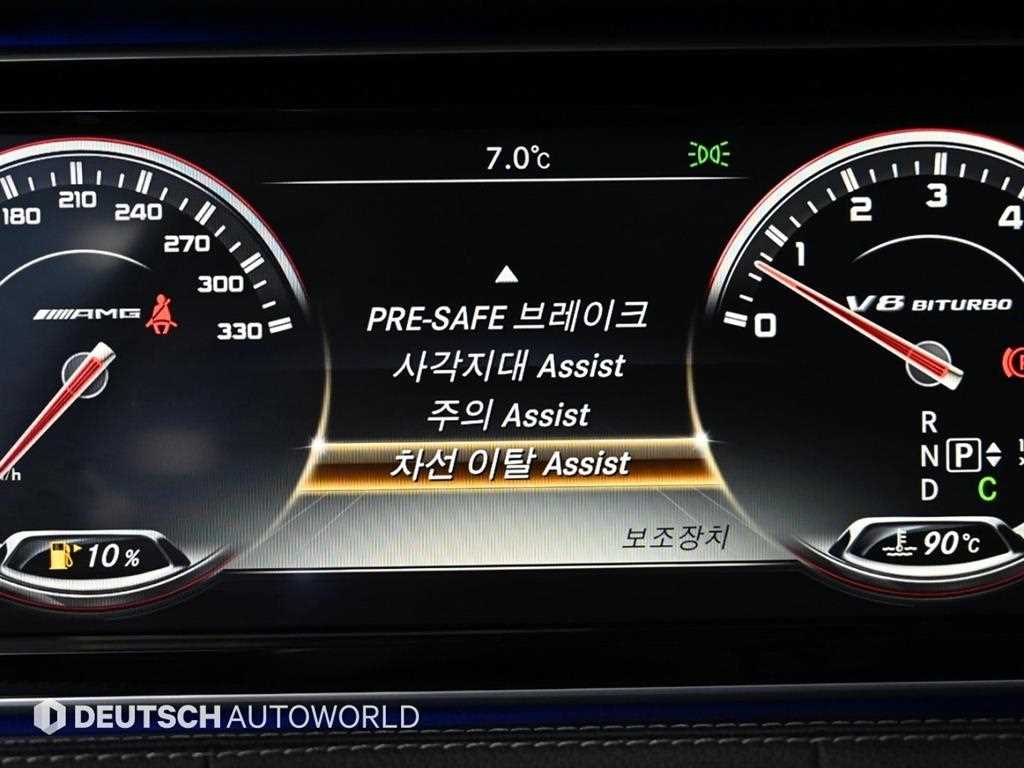 7.0°C
180
210
240
270
300
330
AMG
10 %
PRE-SAFE 브레이크
사각지대 Assist
주의 Assist
차선 이탈 Assist
보조장치
0
1
2
3
4
V8 BITURBO
R
N P
D C
90°C
DEUTSCH AUTOWORLD